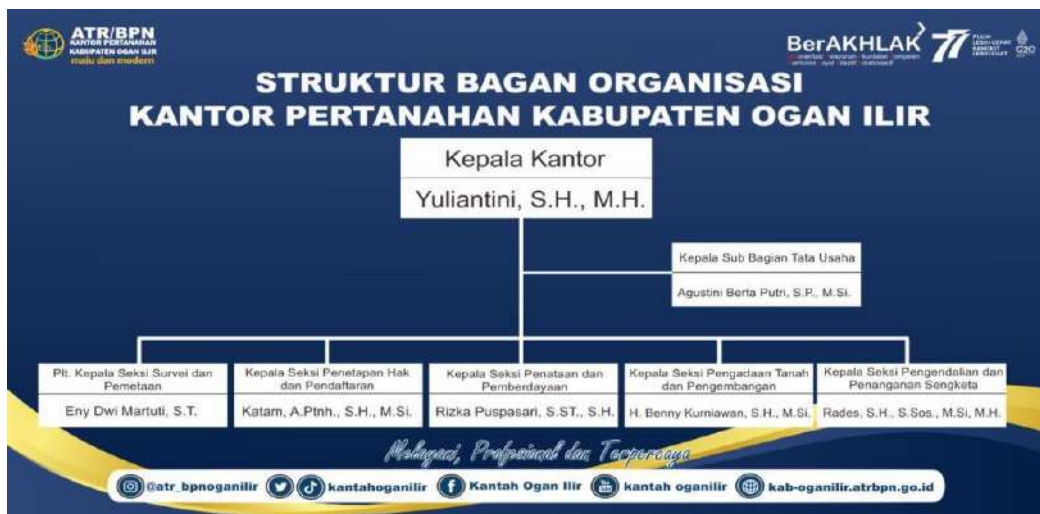 ATR/BPN
KANTOR PERTANAHAN
KABUPATEN OGAN ILIR
maju dan modern
BerAKHLAK
77
G20
STRUKTUR BAGAN ORGANISASI
KANTOR PERTANAHAN KABUPATEN OGAN ILIR
Kepala Kantor
Yuliantini, S.H., M.H.
Kepala Sub Bagian Tata Usaha
Agustini Berta Putri, S.P., M.Si.
Plt. Kepala Seksi Survei dan
Pemetaan
Eny Dwi Martuti, S.T.
Kepala Seksi Penetapan Hak
dan Pendaftaran
Katam, A.Ptnh., S.H., M.Si.
Kepala Seksi Penataan dan
Pemberdayaan
Rizka Puspasari, S.ST., S.H.
Kepala Seksi Pengadaan Tanah
dan Pengembangan
H. Benny Kurniawan, S.H., M.Si.
Kepala Seksi Pengendalian dan
Penanganan Sengketa
Rades, S.H., S.Sos., M.Si, M.H.
Melayani, Profesional dan Terpercaya
@atr_bpnoganilir kantahoganilir Kantah Ogan Ilir kantah oganilir kab-oganilir.atrbpn.go.id